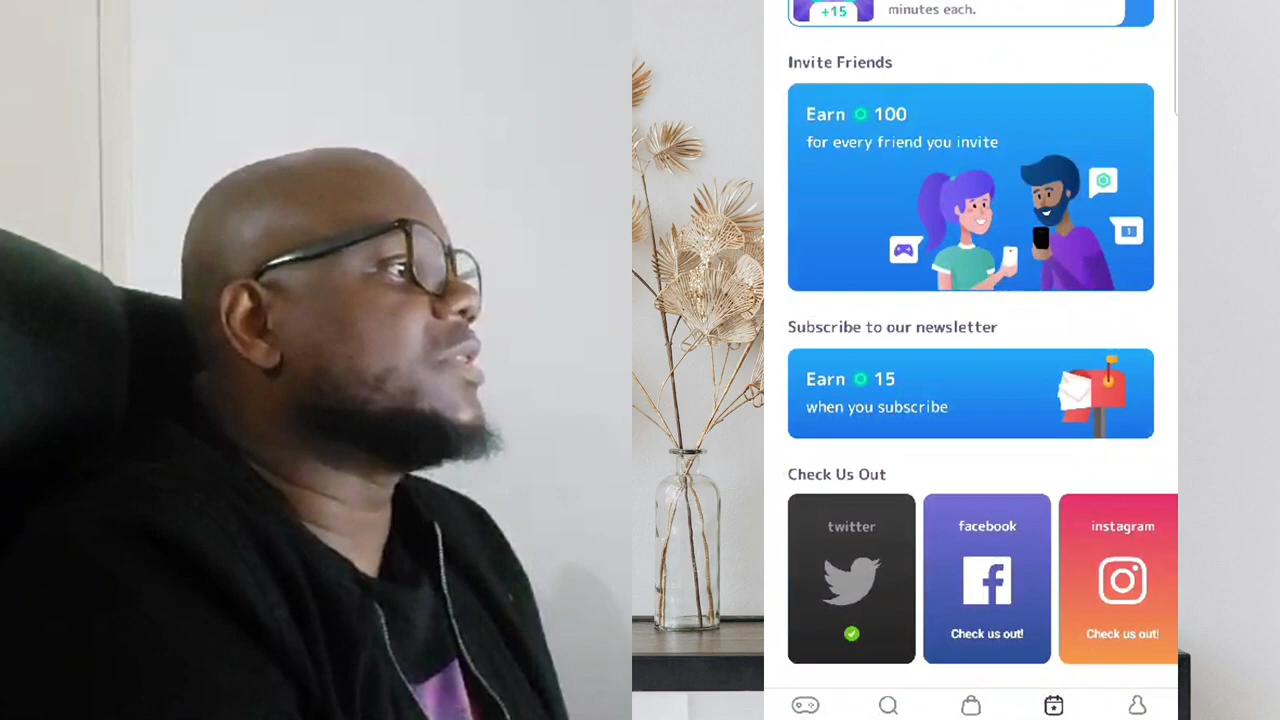 +15
minutes each.
Invite Friends
Earn 100
for every friend you invite
Subscribe to our newsletter
Earn 15
when you subscribe
Check Us Out
twitter
facebook
Check us out!
instagram
Check us out!